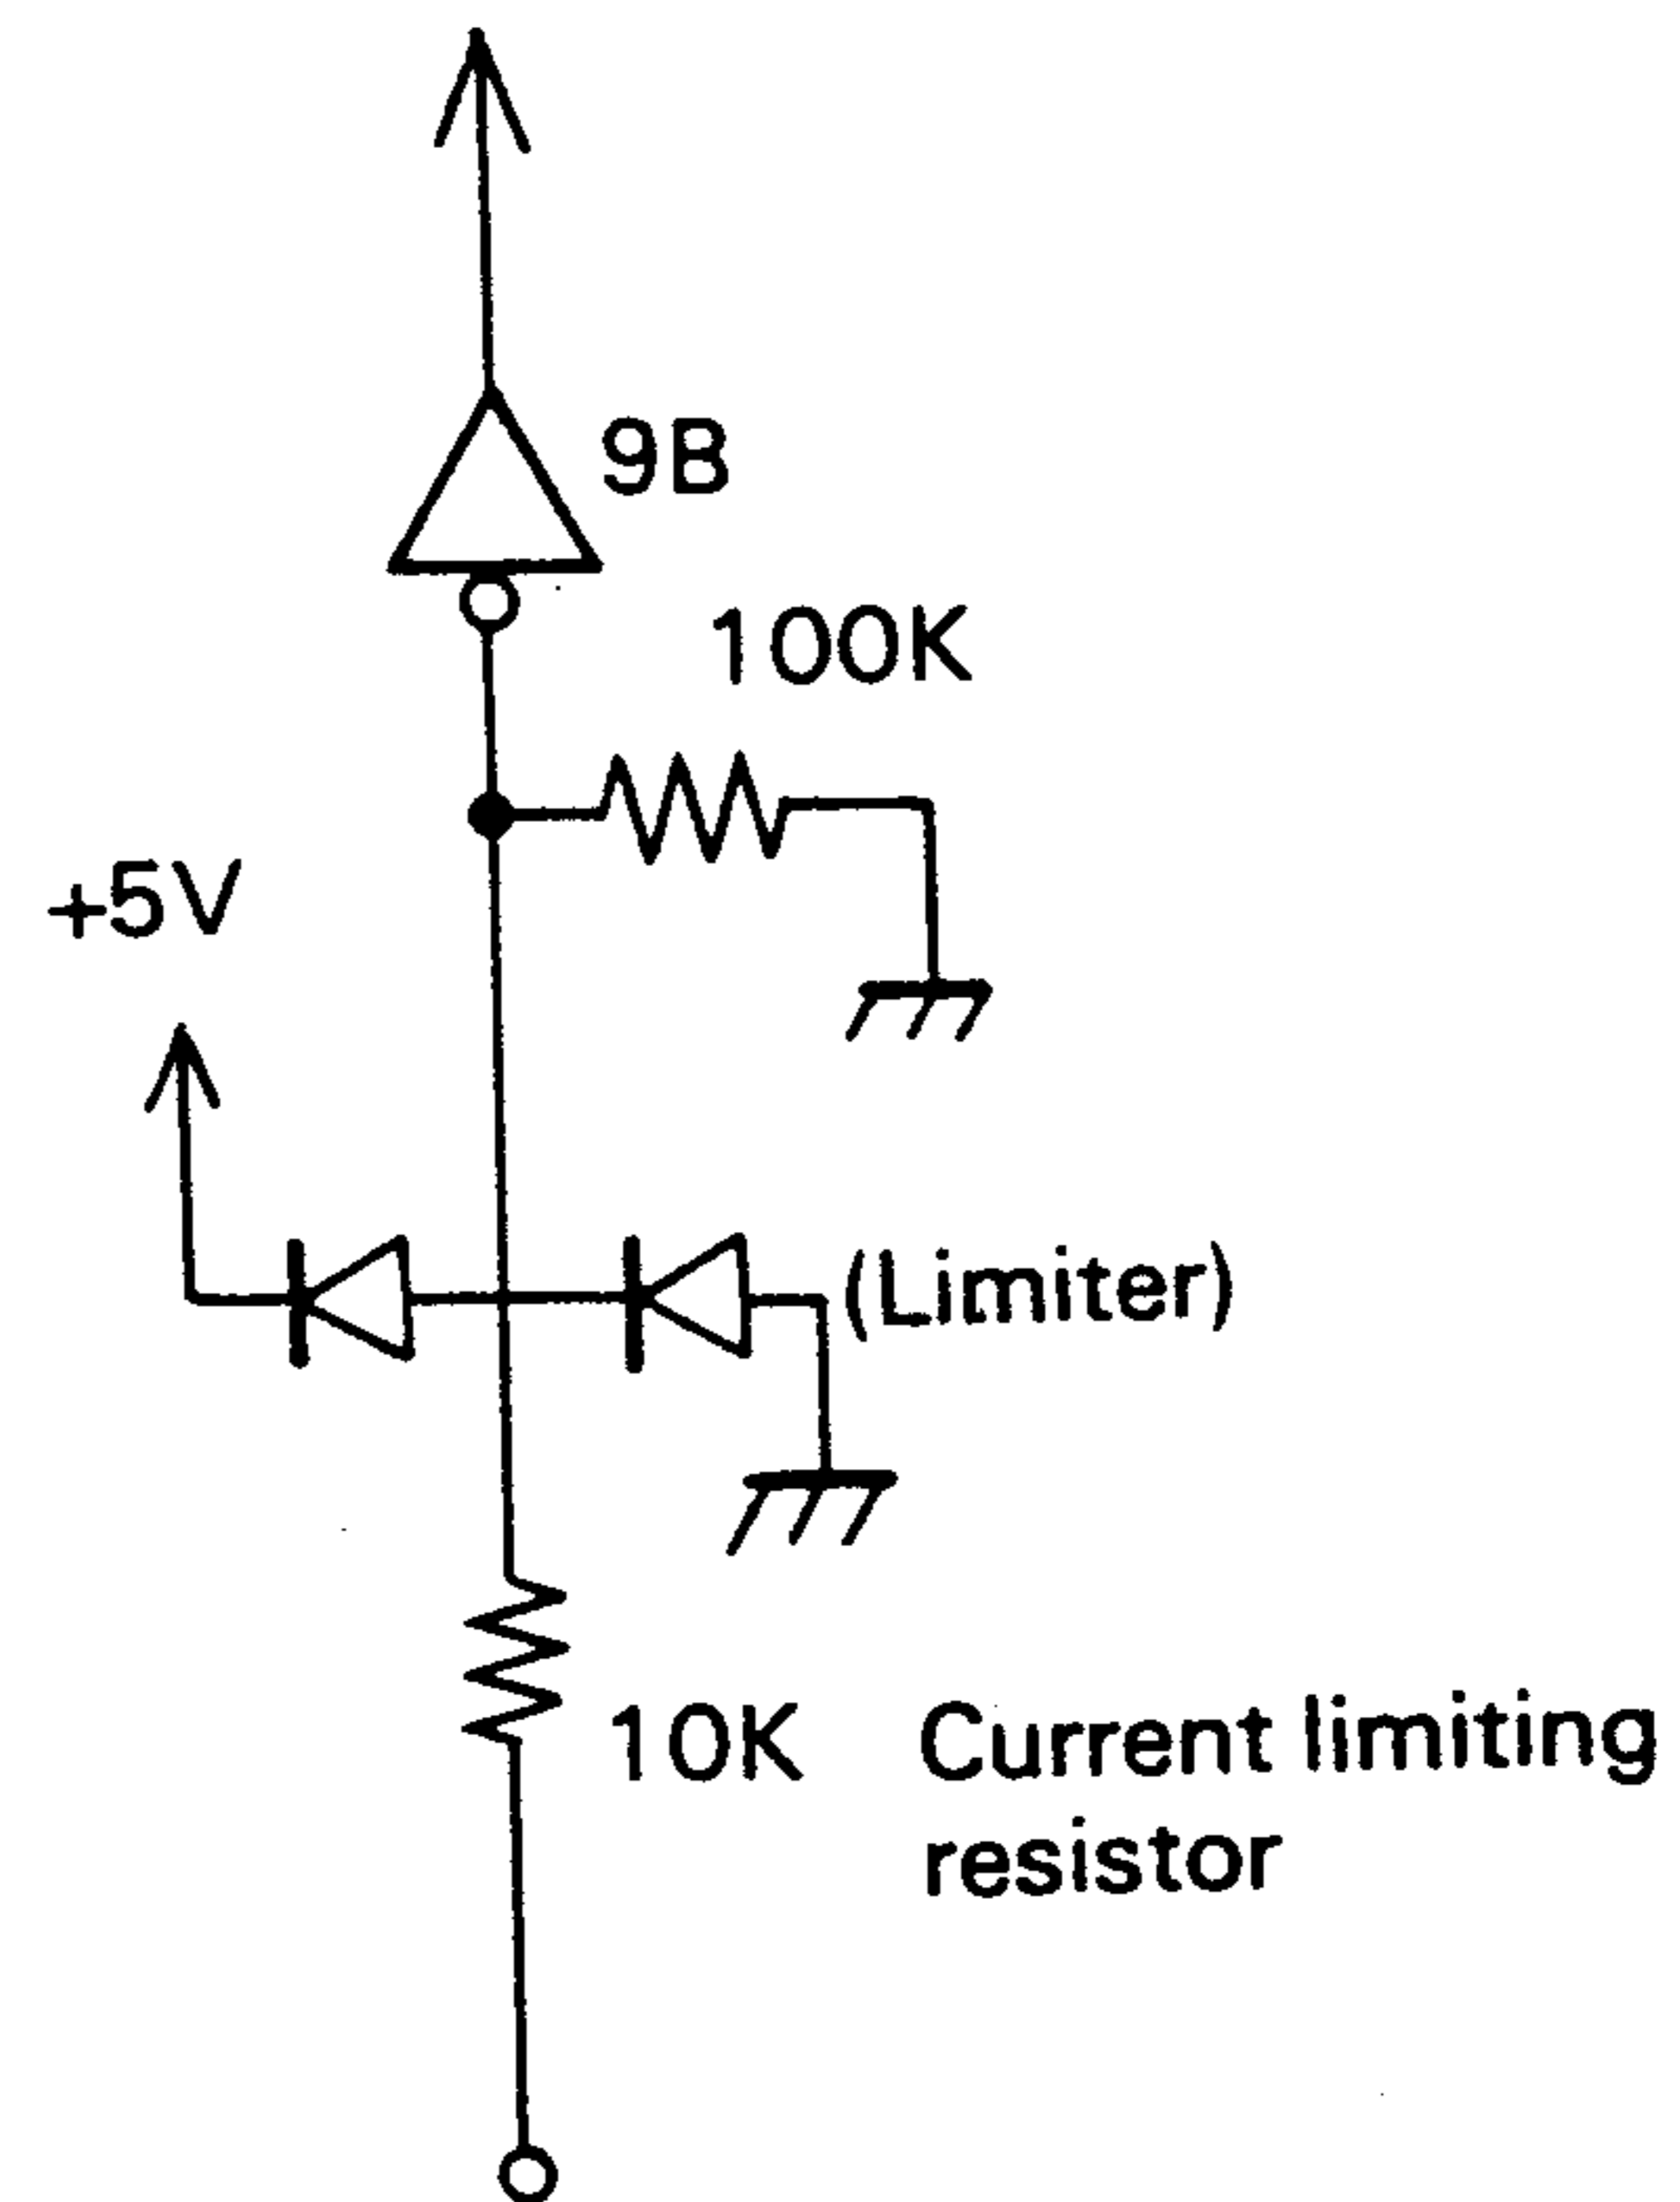 9B
100K
+5V
(Limiter)
10K Current limiting
resistor